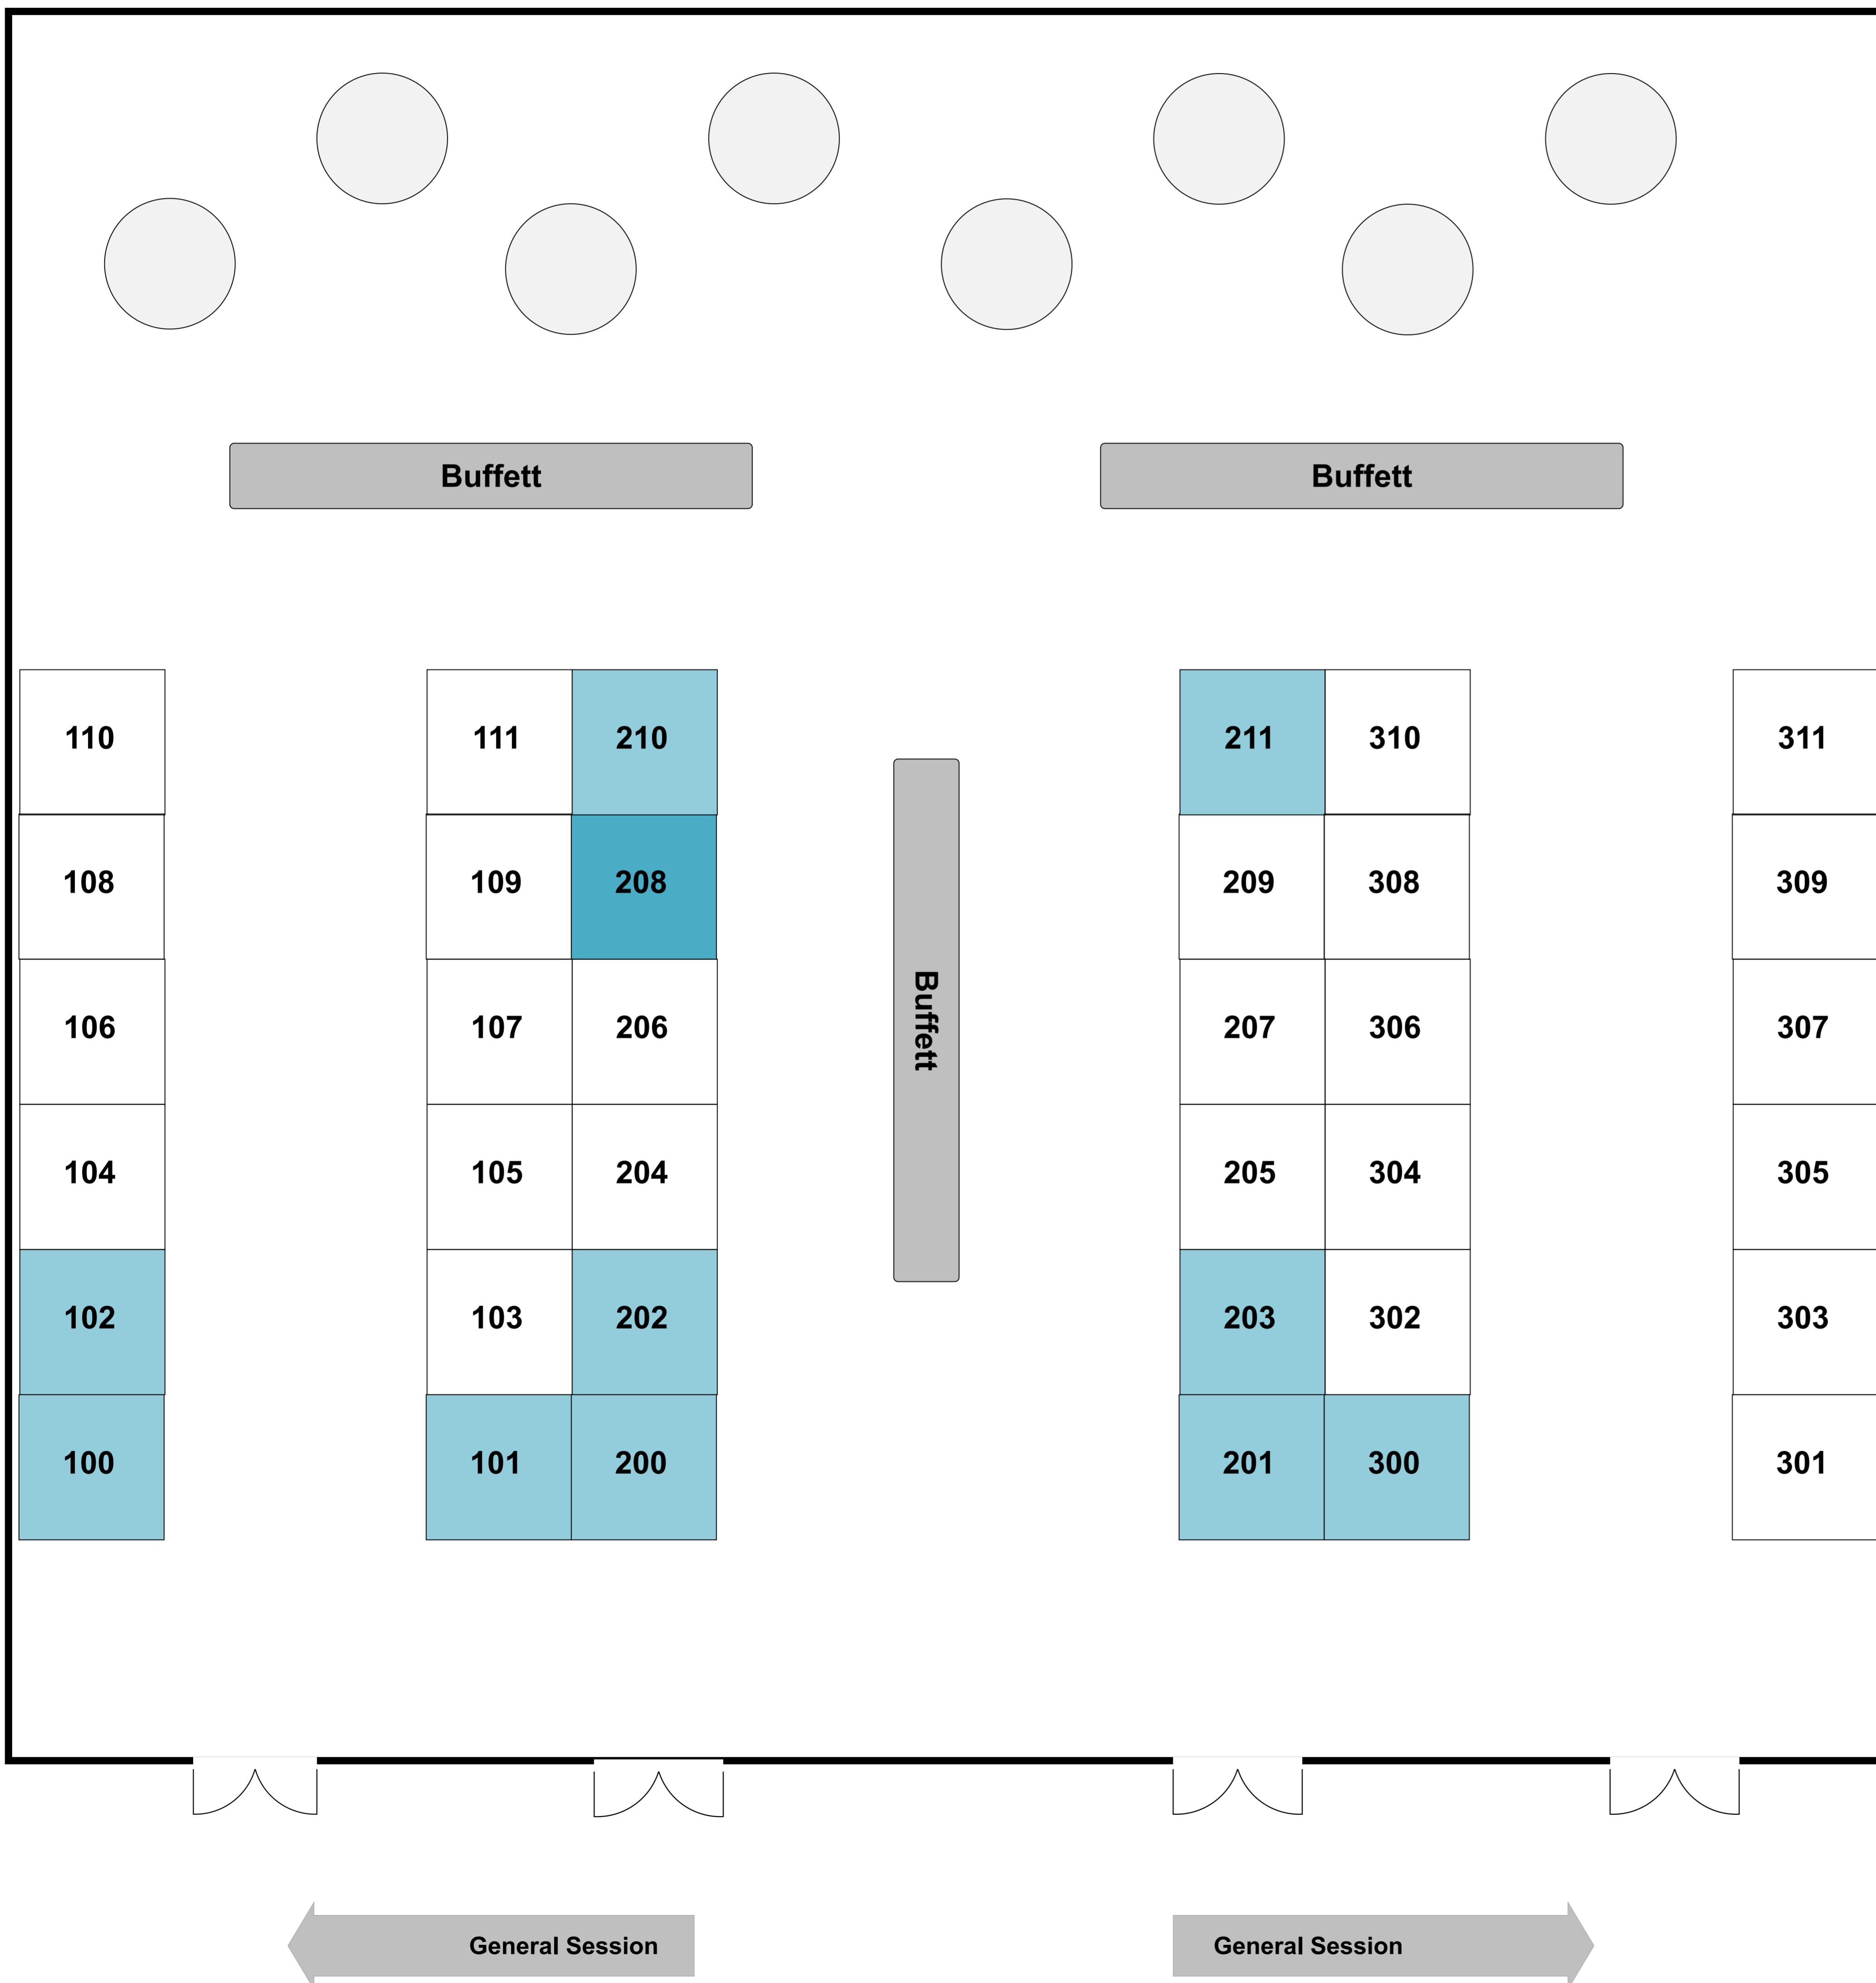 Buffett Buffett
110 111 210 211 310 311
108 109 208 209 308 309
Buffett
106 107 206 207 306 307
104 105 204 205 304 305
102 103 202 203 302 303
100 101 200 201 300 301
General Session General Session